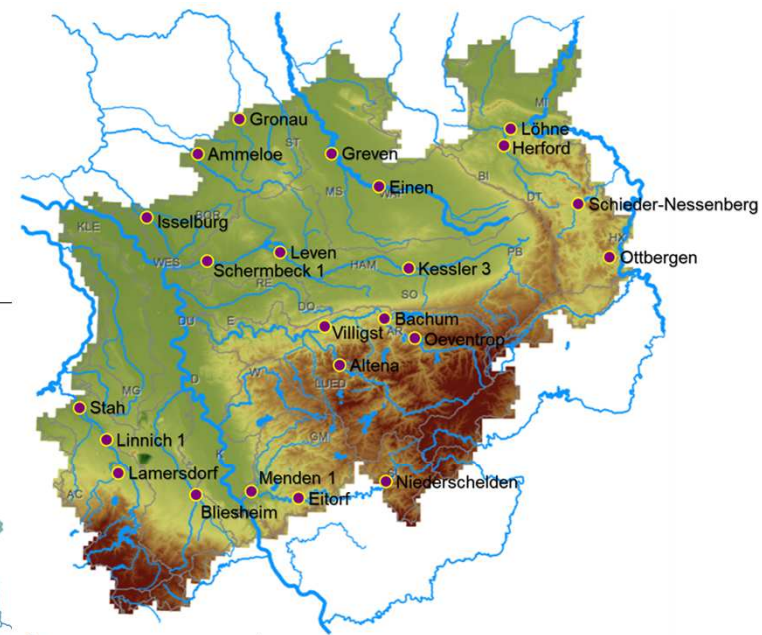 MI
Gronau
Löhne
ST
Herford
Ammeloe
Greven
BI
Einen
MS
DT
Schieder-Nessenberg
BOR
Isselburg
KLE
HX
Leven
PB
Ottbergen
WES
Schermbeck 1
HAM
Kessler 3
RE
SO
DO
DU
E
Bachum
Villigst
AR
Oeventrop
Altena
W
D
LUED
MG
Stah
Linnich 1
GM
K
Lamersdorf
Menden 1
Niederschelden
AC
Eitorf
Bliesheim